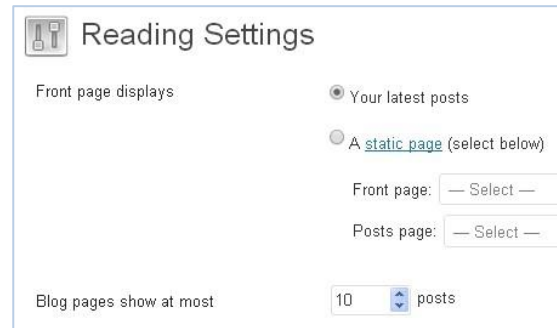 Reading Settings
Front page displays
Your latest posts
A static page (select below)
Front page: — Select —
Posts page: — Select —
Blog pages show at most 10 posts